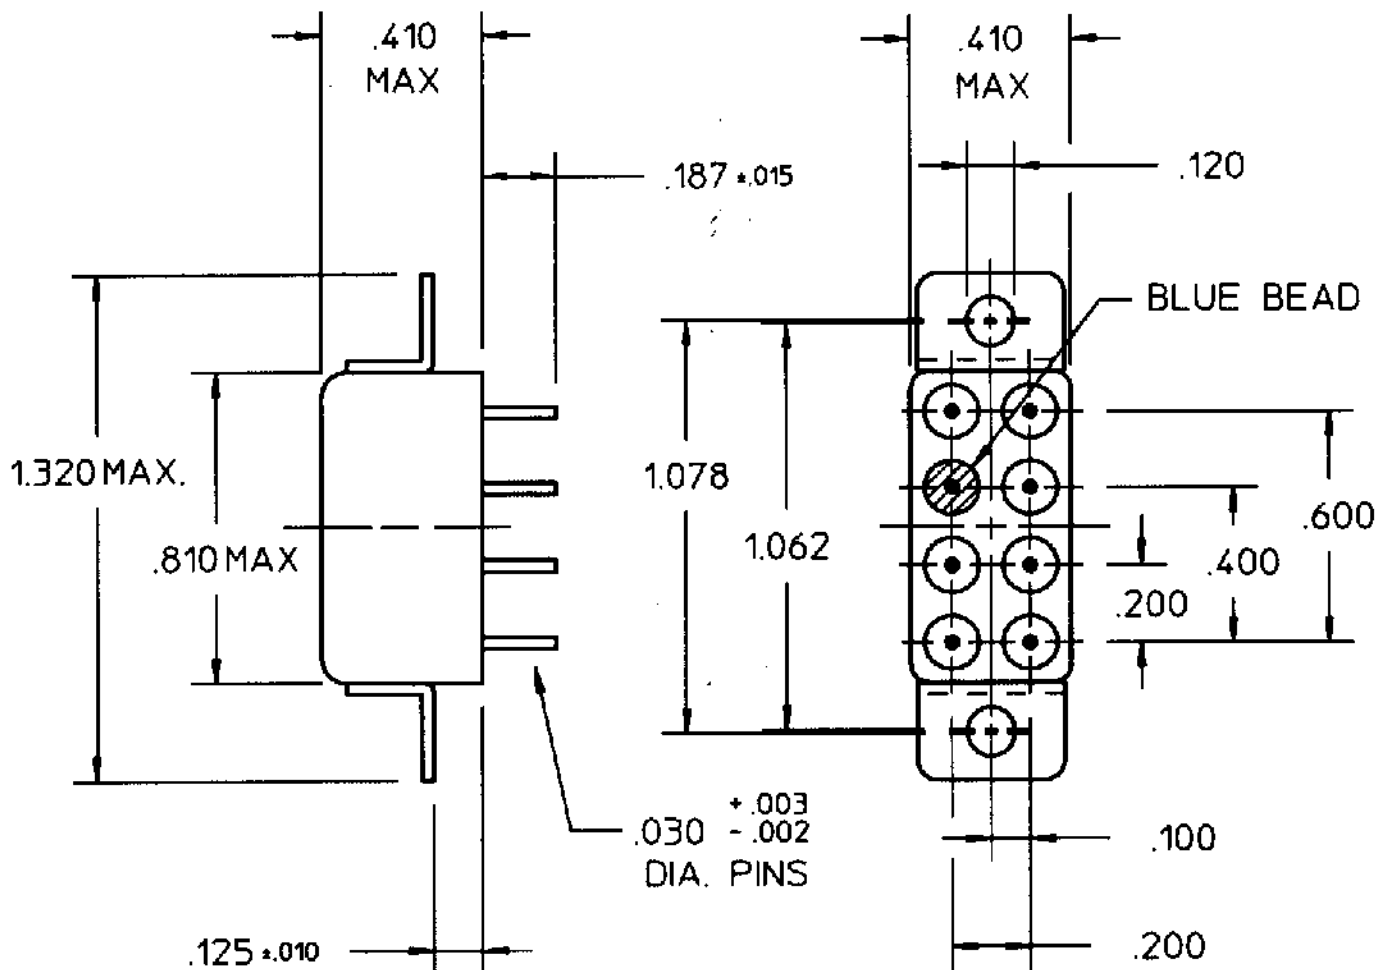 .410
MAX
.410
MAX
.187 ±.015
.120
BLUE BEAD
1.320 MAX.
1.078
.810 MAX
1.062
.600
.400
.200
+ .003
.030 - .002
DIA. PINS
.100
.125 ±.010
.200